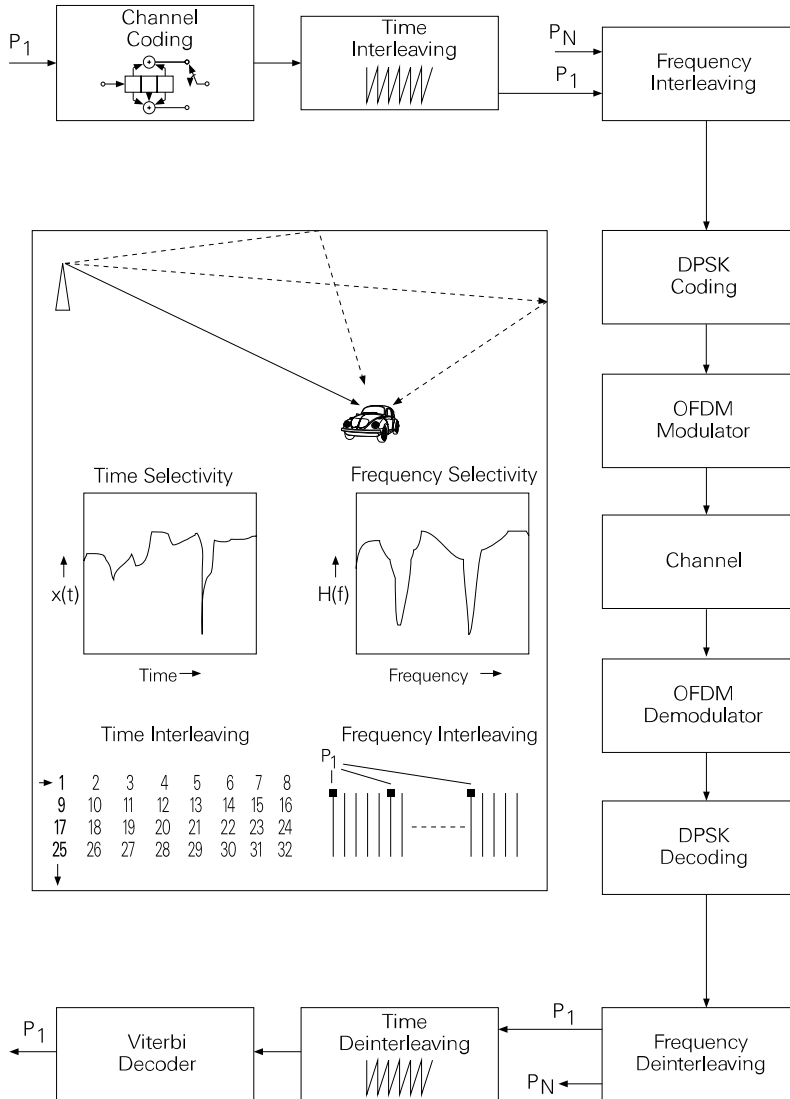 P1
Channel
Coding
Time
Interleaving
PN
P1
Frequency
Interleaving
DPSK
Coding
OFDM
Modulator
Channel
OFDM
Demodulator
DPSK
Decoding
Time Selectivity
x(t)
Time
Frequency Selectivity
H(f)
Frequency
Time Interleaving
1 2 3 4 5 6 7 8
9 10 11 12 13 14 15 16
17 18 19 20 21 22 23 24
25 26 27 28 29 30 31 32
Frequency Interleaving
P1
P1
Viterbi
Decoder
Time
Deinterleaving
P1
PN
Frequency
Deinterleaving